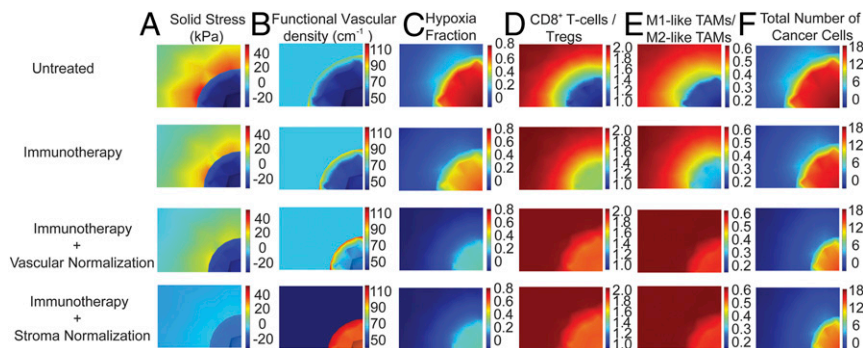 A Solid Stress (kPa)
B Functional Vascular density (cm⁻¹)
C Hypoxia Fraction
D CD8⁺ T-cells / Tregs
E M1-like TAMs/ M2-like TAMs
F Total Number of Cancer Cells
Untreated
40 20 0 -20
110 90 70 50
0.8 0.6 0.4 0.2 0
2.0 1.8 1.6 1.4 1.2 1.0
0.6 0.5 0.4 0.3 0.2
18 12 6 0
Immunotherapy
40 20 0 -20
110 90 70 50
0.8 0.6 0.4 0.2 0
2.0 1.8 1.6 1.4 1.2 1.0
0.6 0.5 0.4 0.3 0.2
18 12 6 0
Immunotherapy
+
Vascular Normalization
40 20 0 -20
110 90 70 50
0.8 0.6 0.4 0.2 0
2.0 1.8 1.6 1.4 1.2 1.0
0.6 0.5 0.4 0.3 0.2
18 12 6 0
Immunotherapy
+
Stroma Normalization
40 20 0 -20
110 90 70 50
0.8 0.6 0.4 0.2 0
2.0 1.8 1.6 1.4 1.2 1.0
0.6 0.5 0.4 0.3 0.2
18 12 6 0